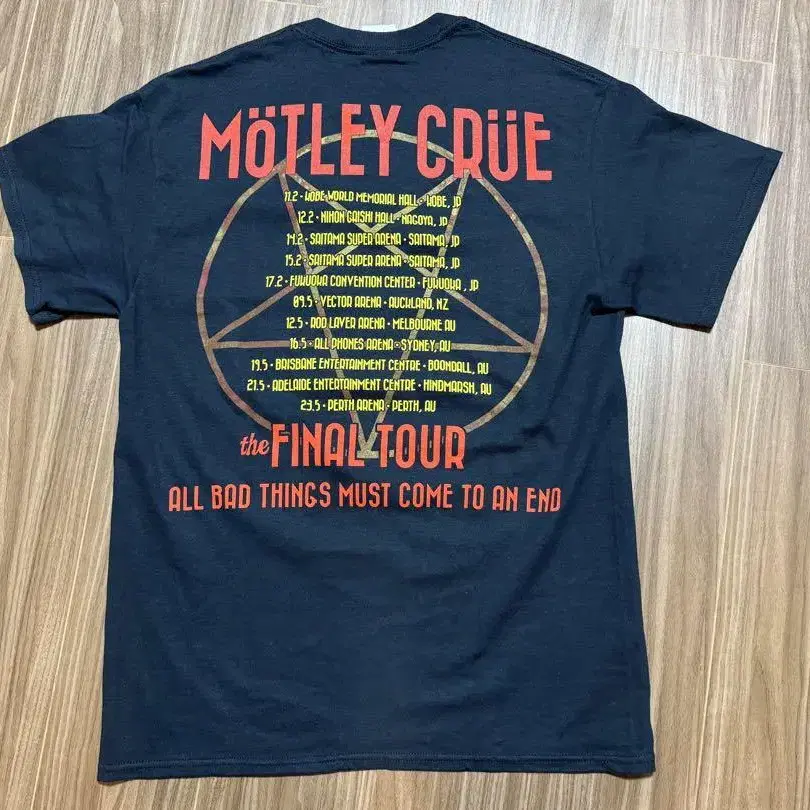 MÖTLEY CRÜE
11.2 • KOBE WORLD MEMORIAL HALL • KOBE, JP
12.2 • NIHON GAISHI HALL • NAGOYA, JP
14.2 • SAITAMA SUPER ARENA • SAITAMA, JP
15.2 • SAITAMA SUPER ARENA • SAITAMA, JP
17.2 • FUKUOKA CONVENTION CENTER • FUKUOKA , JP
09.5 • VECTOR ARENA • AUCKLAND, NZ
12.5 • ROD LAVER ARENA • MELBOURNE AU
16.5 • ALL PHONES ARENA • SYDNEY, AU
19.5 • BRISBANE ENTERTAINMENT CENTRE • BOONDALL, AU
21.5 • ADELAIDE ENTERTAINMENT CENTRE • HINDMARSH, AU
23.5 • PERTH ARENA • PERTH, AU
the FINAL TOUR
ALL BAD THINGS MUST COME TO AN END